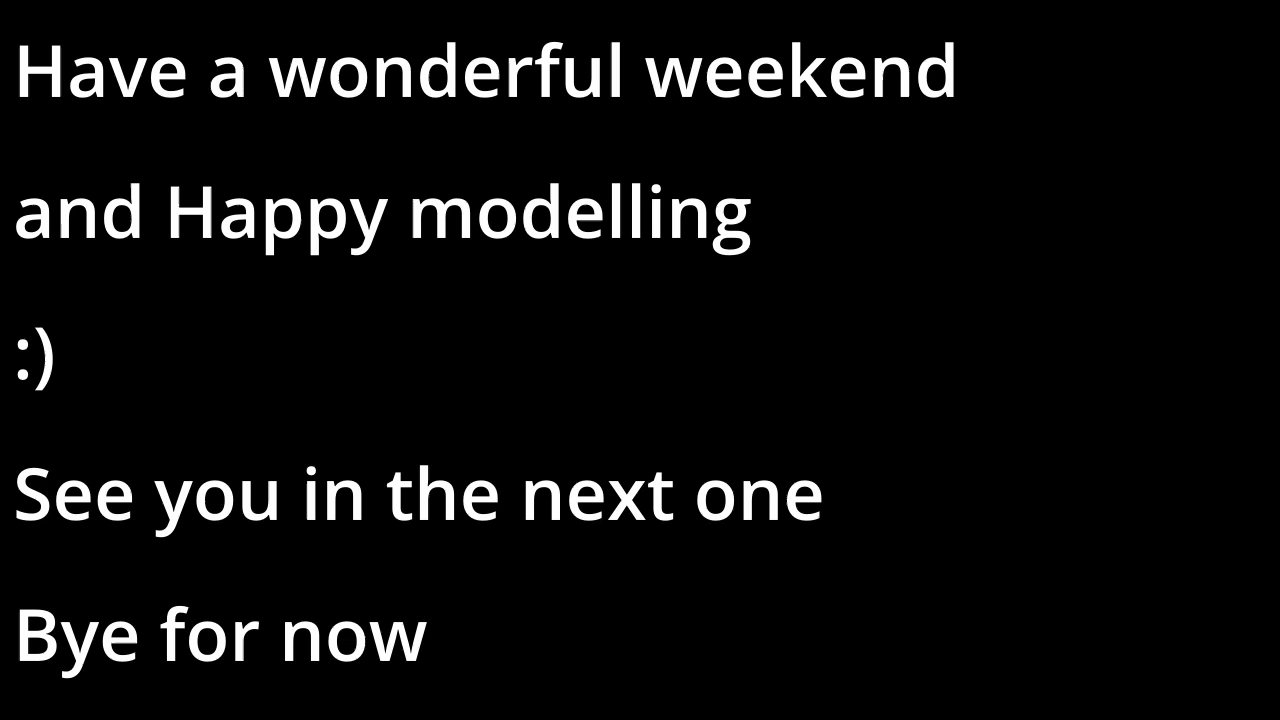 Have a wonderful weekend
and Happy modelling
:)
See you in the next one
Bye for now